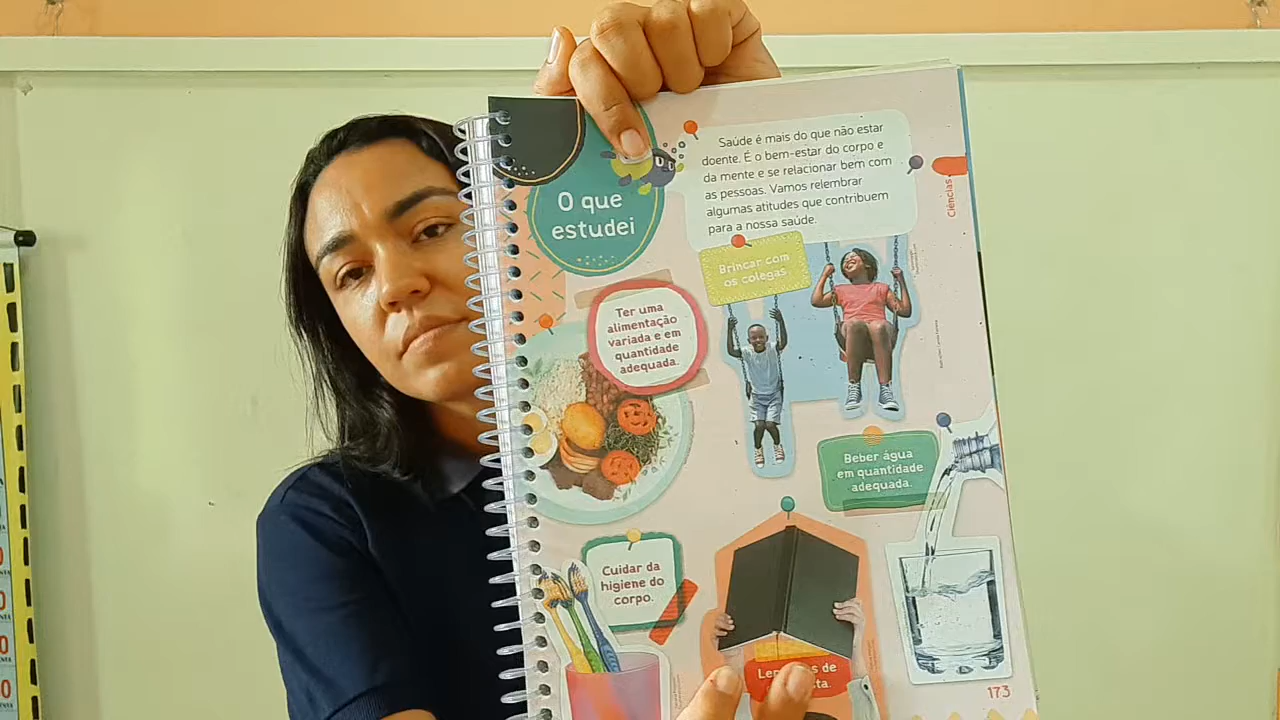 O que
estudei
Saúde é mais do que não estar
doente. É o bem-estar do corpo e
da mente e se relacionar bem com
as pessoas. Vamos relembrar
algumas atitudes que contribuem
para a nossa saúde.
Ciências
Brincar com
os colegas
Ter uma
alimentação
variada e em
quantidade
adequada.
Beber água
em quantidade
adequada.
Cuidar da
higiene do
corpo.
de
173